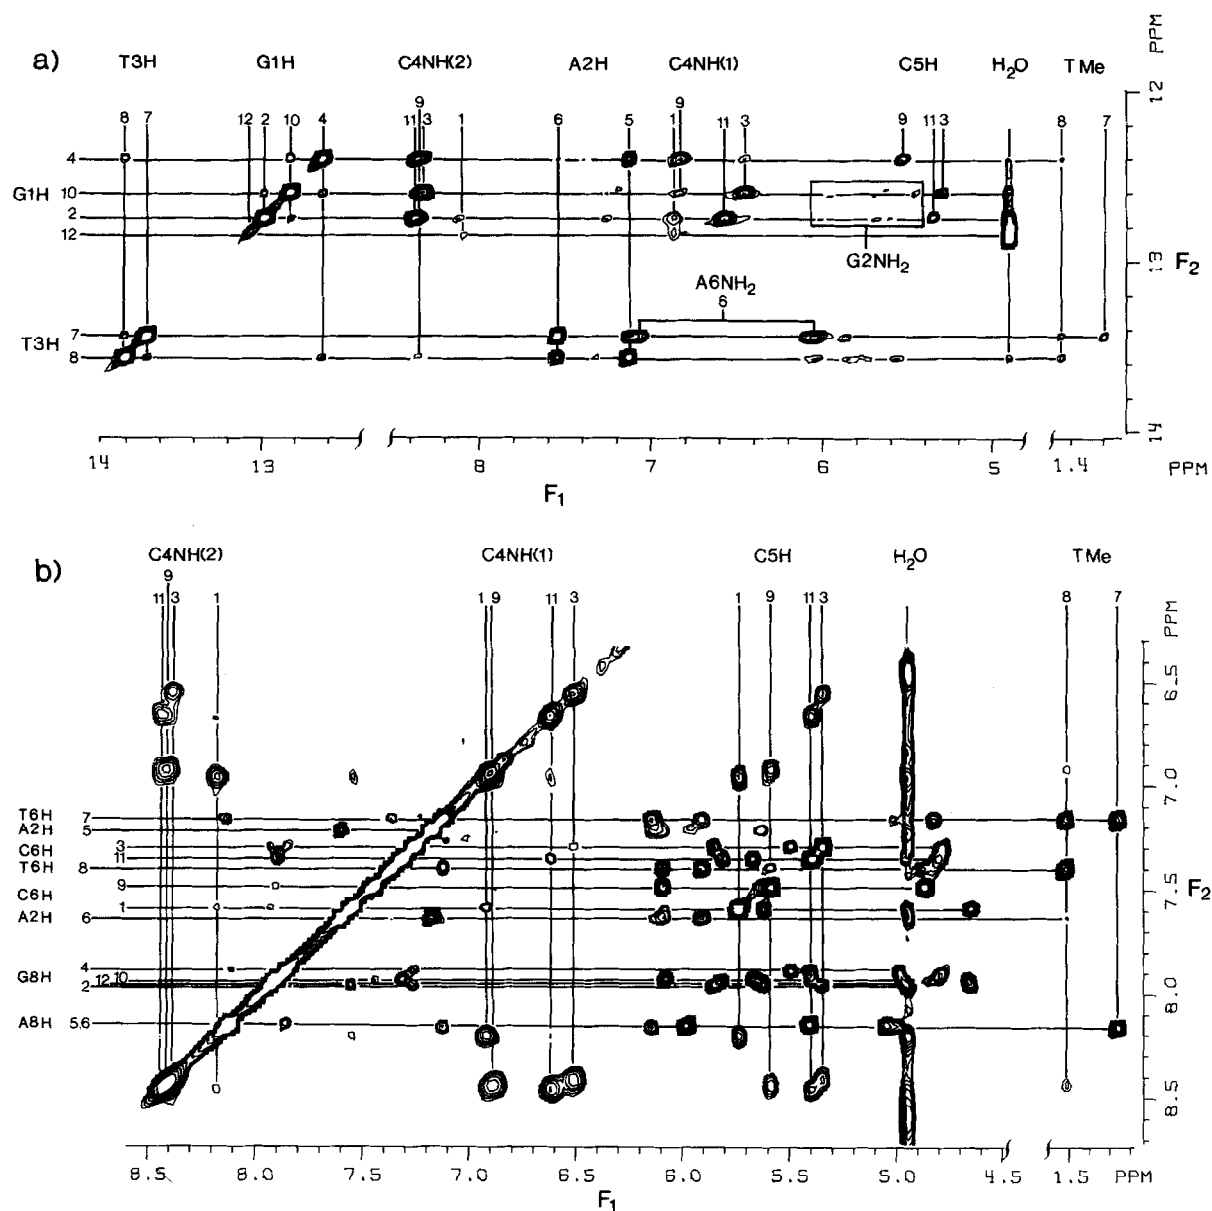 a)
T3H G1H C4NH(2) A2H C4NH(1) C5H H2O TMe
PPM
9 9
8 7 12 2 10 4 11 3 1 6 5 1 11 3 9 11 3 8 7
12
4
G1H 10
2
12
G2NH2
13 F2
A6NH2
6
7
T3H
8
14
14 13 8 7 6 5 1.4 PPM
F1
b)
C4NH(2) C4NH(1) C5H H2O TMe
9
11 3 1 1 9 11 3 1 9 11 3 8 7
PPM
6.5
7.0
T6H 7
A2H 5
C6H 3
11
T6H 8
9
C6H
7.5 F2
1
A2H 6
4
G8H 12 10
2
8.0
A8H 5,6
8.5
8.5 8.0 7.5 7.0 6.5 6.0 5.5 5.0 4.5 1.5 PPM
F1